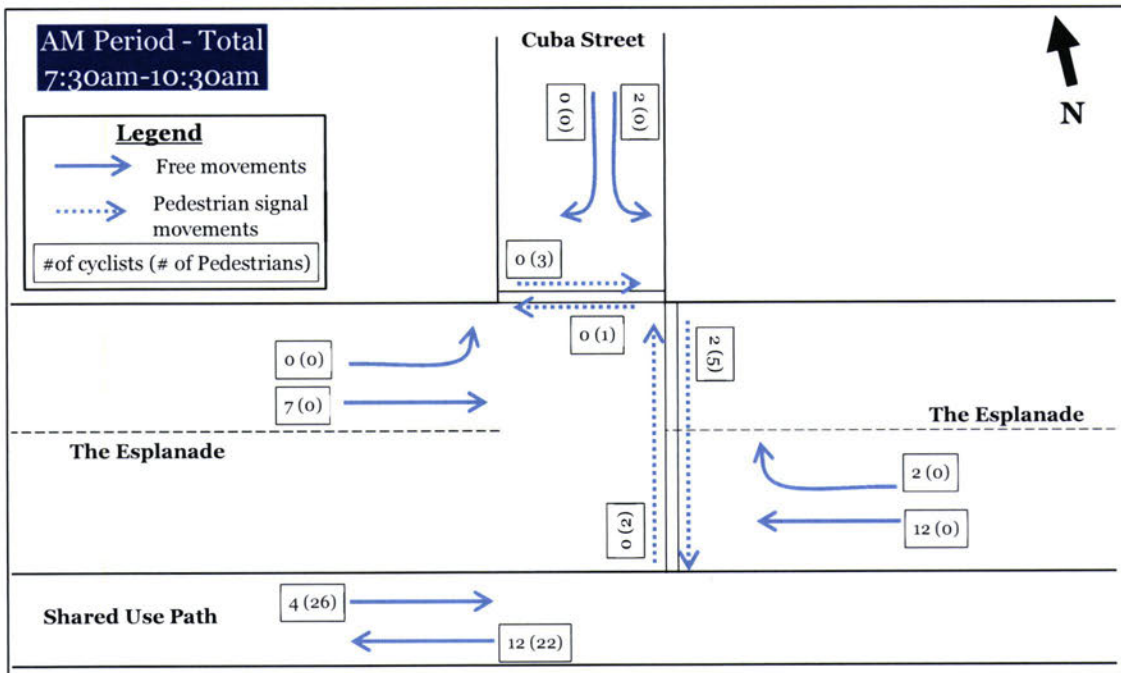 AM Period - Total
7:30am-10:30am
Cuba Street
N
Legend
Free movements
Pedestrian signal
movements
#of cyclists (# of Pedestrians)
0 (0)
2 (0)
0 (3)
0 (1)
2 (5)
0 (0)
7 (0)
The Esplanade
The Esplanade
2 (0)
12 (0)
0 (2)
Shared Use Path
4 (26)
12 (22)